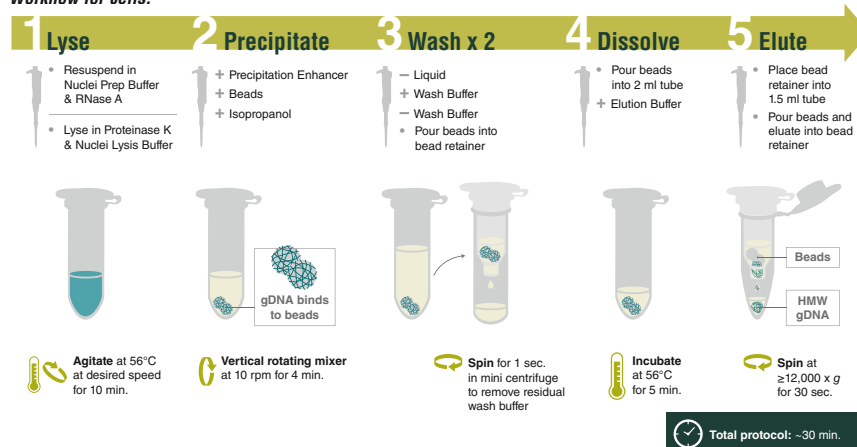 Workflow for cells:
1 Lyse
2 Precipitate
3 Wash x 2
4 Dissolve
5 Elute
• Resuspend in
Nuclei Prep Buffer
& RNase A
• Lyse in Proteinase K
& Nuclei Lysis Buffer
+ Precipitation Enhancer
+ Beads
+ Isopropanol
– Liquid
+ Wash Buffer
– Wash Buffer
• Pour beads into
bead retainer
• Pour beads
into 2 ml tube
+ Elution Buffer
• Place bead
retainer into
1.5 ml tube
• Pour beads and
eluate into bead
retainer
gDNA binds
to beads
Beads
HMW
gDNA
Agitate at 56°C
at desired speed
for 10 min.
Vertical rotating mixer
at 10 rpm for 4 min.
Spin for 1 sec.
in mini centrifuge
to remove residual
wash buffer
Incubate
at 56°C
for 5 min.
Spin at
≥12,000 x g
for 30 sec.
Total protocol: ~30 min.